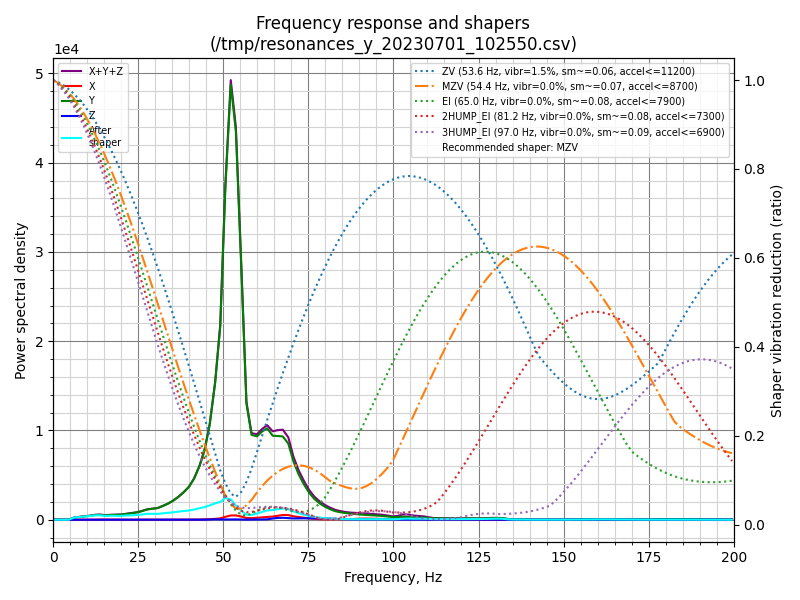 Frequency response and shapers
(/tmp/resonances_y_20230701_102550.csv)
1e4
X+Y+Z
X
Y
Z
After
shaper
ZV (53.6 Hz, vibr=1.5%, sm~=0.06, accel<=11200)
MZV (54.4 Hz, vibr=0.0%, sm~=0.07, accel<=8700)
EI (65.0 Hz, vibr=0.0%, sm~=0.08, accel<=7900)
2HUMP_EI (81.2 Hz, vibr=0.0%, sm~=0.08, accel<=7300)
3HUMP_EI (97.0 Hz, vibr=0.0%, sm~=0.09, accel<=6900)
Recommended shaper: MZV
5
4
3
2
1
0
Power spectral density
1.0
0.8
0.6
0.4
0.2
0.0
Shaper vibration reduction (ratio)
0 25 50 75 100 125 150 175 200
Frequency, Hz